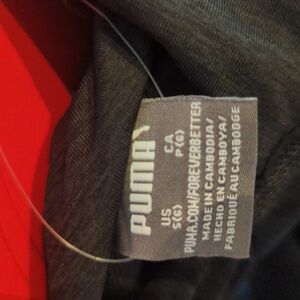 PUMA
US CA
S(6) P(6)
PUMA.COM/FOREVERBETTER
MADE IN CAMBODIA/
HECHO EN CAMBOYA/
FABRIQUÉ AU CAMBODGE